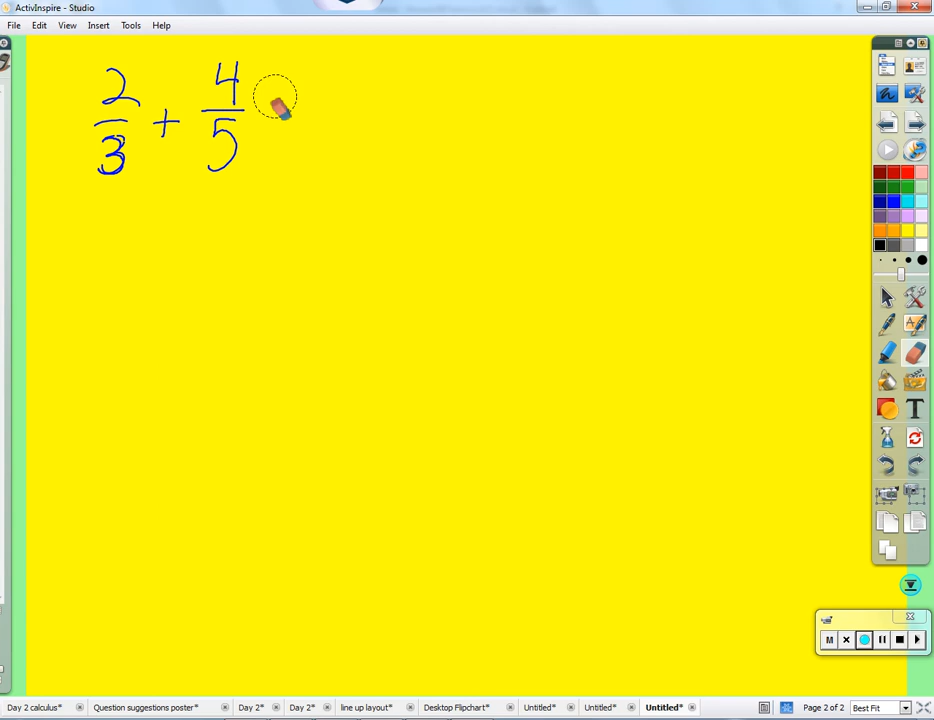 ActivInspire - Studio
File Edit View Insert Tools Help
2/3 + 4/5
M
T
Day 2 calculus* Question suggestions poster* Day 2* Day 2* line up layout* Desktop Flipchart* Untitled* Untitled* Untitled* Page 2 of 2 Best Fit